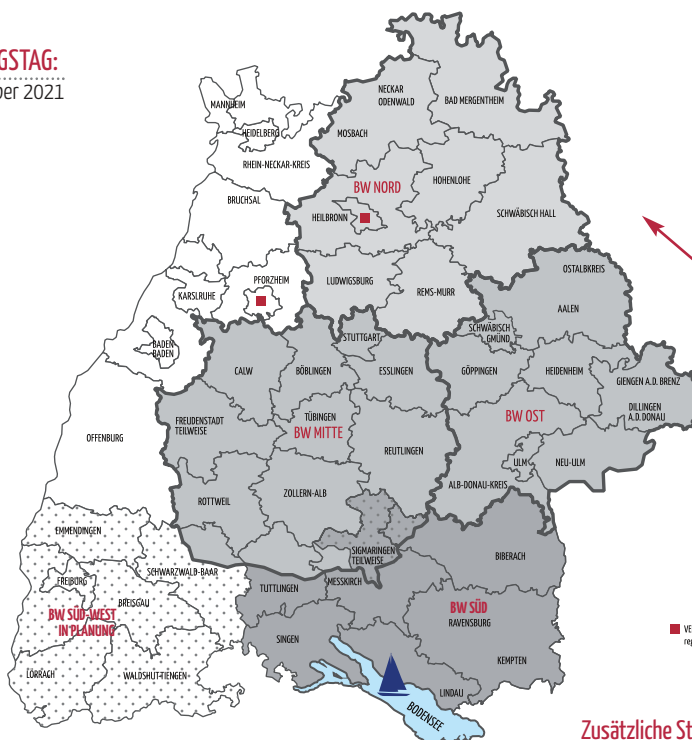 GSTAG:
ber 2021
MANNHEIM
HEIDELBERG
RHEIN-NECKAR-KREIS
BRUCHSAL
KARSLRUHE
PFORZHEIM
BADEN
BADEN
OFFENBURG
NECKAR
ODENWALD
BAD MERGENTHEIM
MOSBACH
BW NORD
HOHENLOHE
HEILBRONN
SCHWÄBISCH HALL
LUDWIGSBURG
REMS-MURR
OSTALBKREIS
AALEN
SCHWÄBISCH
GMÜND
GÖPPINGEN
HEIDENHEIM
GIENGEN A.D. BRENZ
DILLINGEN
A.D.DONAU
BW OST
ULM
NEU-ULM
ALB-DONAU-KREIS
STUTTGART
CALW
BÖBLINGEN
ESSLINGEN
FREUDENSTADT
TEILWEISE
TÜBINGEN
BW MITTE
REUTLINGEN
ROTTWEIL
ZOLLERN-ALB
SIGMARINGEN
TEILWEISE
EMMENDINGEN
SCHWARZWALD-BAAR
FREIBURG
BREISGAU
BW SÜD-WEST
IN PLANUNG
LÖRRACH
WALDSHUT-TIENGEN
TUTTLINGEN
MESSKIRCH
BIBERACH
BW SÜD
RAVENSBURG
SINGEN
KEMPTEN
LINDAU
BODENSEE
VE
reg
Zusätzliche St